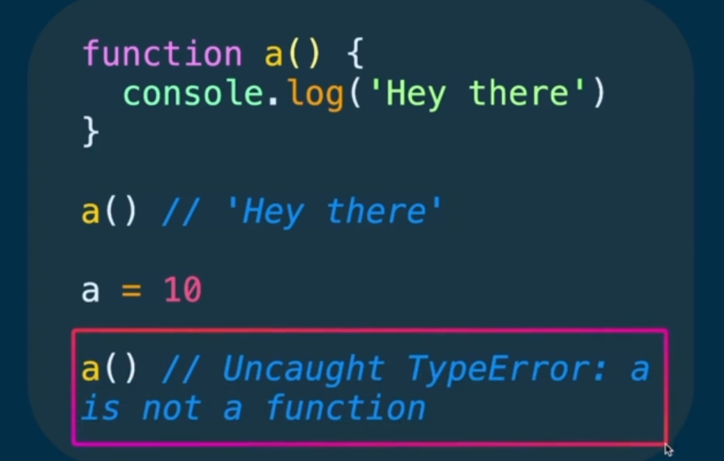 function a() {
  console.log('Hey there')
}
a() // 'Hey there'
a = 10
a() // Uncaught TypeError: a
is not a function